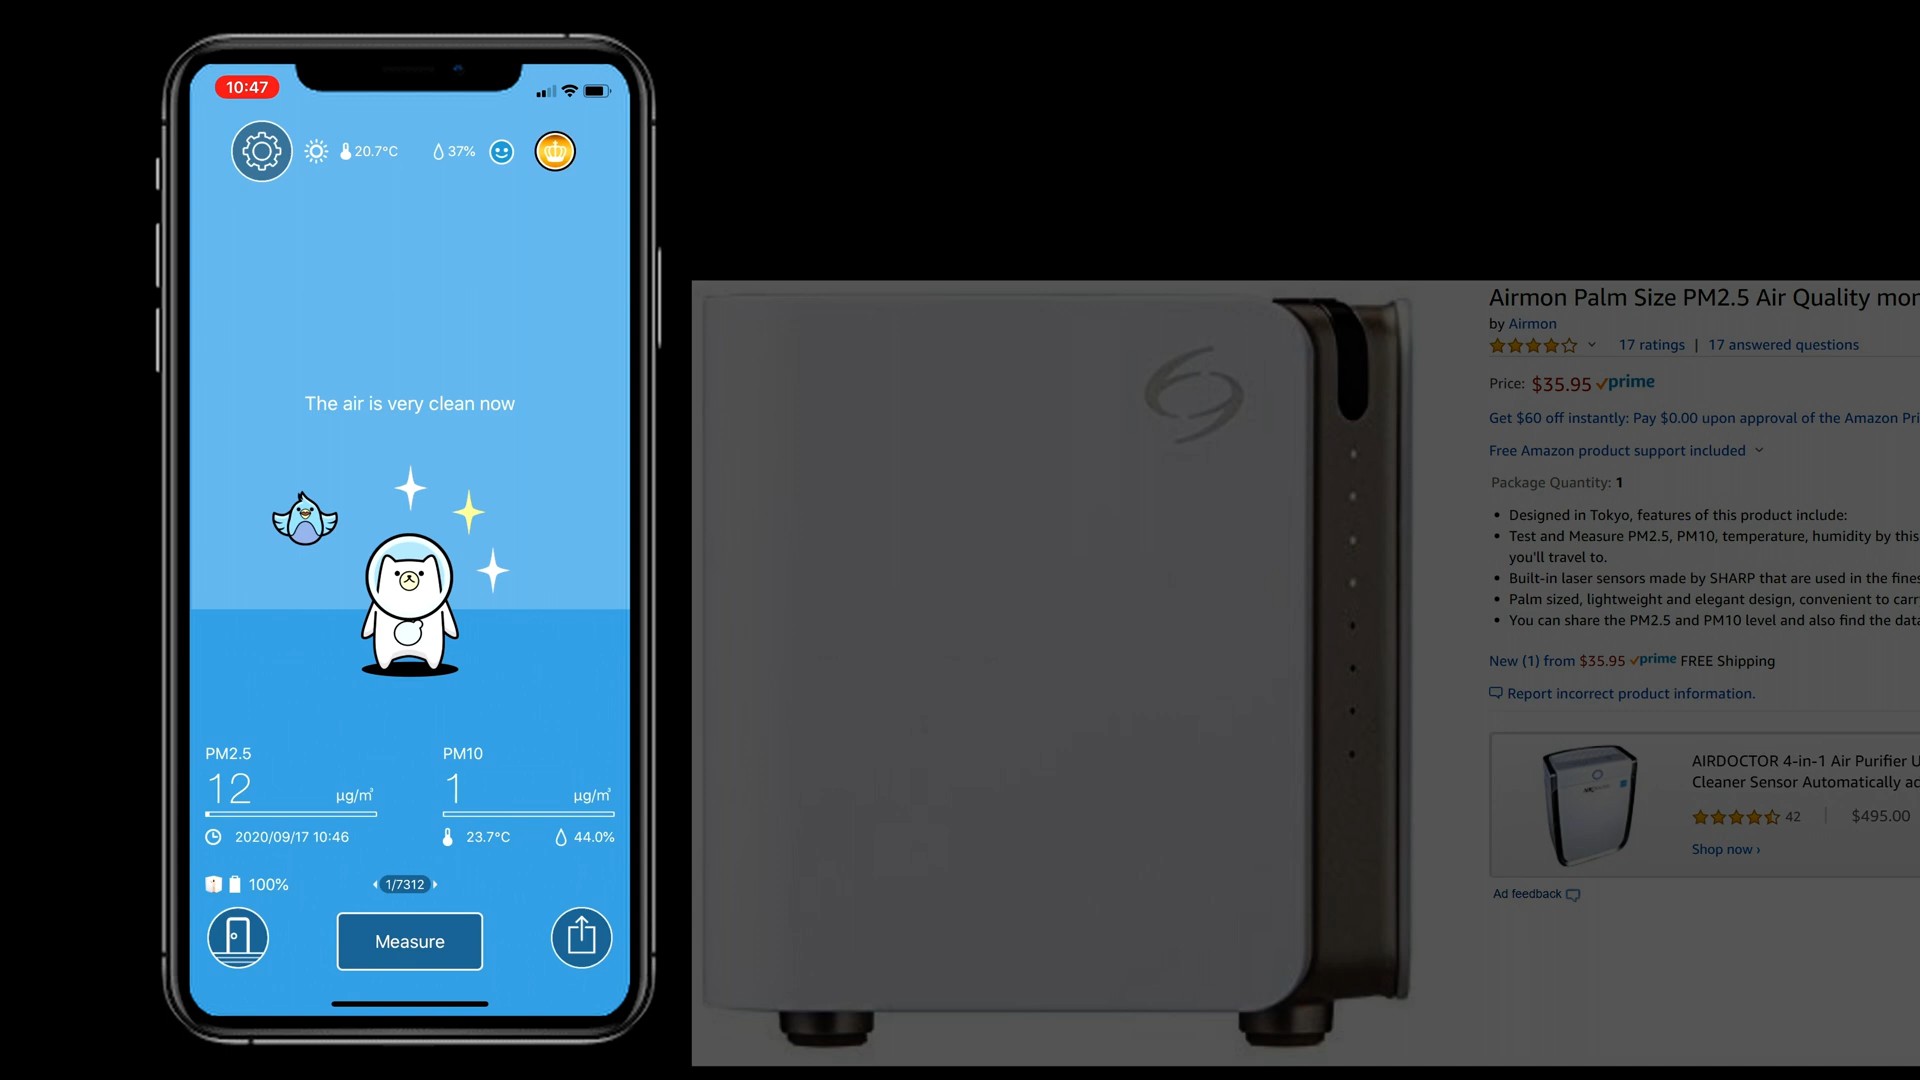 10:47
20.7°C
37%
The air is very clean now
PM2.5
PM10
12
µg/m³
1
µg/m³
2020/09/17 10:46
23.7°C
44.0%
100%
1/7312
Measure
Airmon Palm Size PM2.5 Air Quality mon
by Airmon
17 ratings | 17 answered questions
Price: $35.95 prime
Get $60 off instantly: Pay $0.00 upon approval of the Amazon Pri
Free Amazon product support included
Package Quantity: 1
Designed in Tokyo, features of this product include:
Test and Measure PM2.5, PM10, temperature, humidity by this
you'll travel to.
Built-in laser sensors made by SHARP that are used in the fines
Palm sized, lightweight and elegant design, convenient to carr
You can share the PM2.5 and PM10 level and also find the data
New (1) from $35.95 prime FREE Shipping
Report incorrect product information.
AIRDOCTOR 4-in-1 Air Purifier U
Cleaner Sensor Automatically ad
42 | $495.00
Shop now ›
Ad feedback